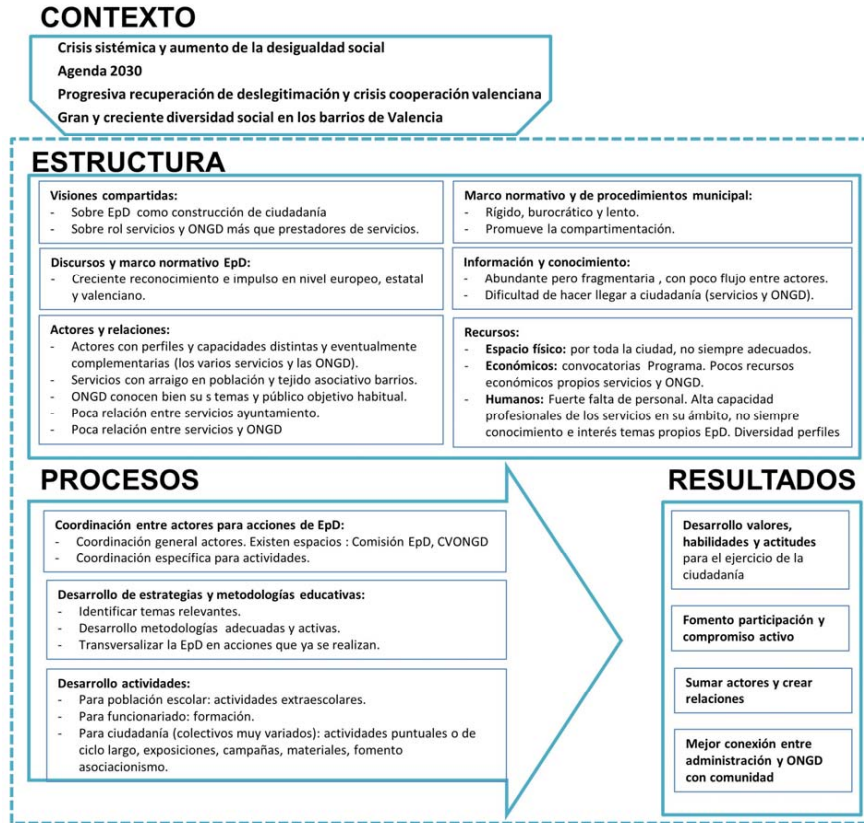 CONTEXTO
Crisis sistémica y aumento de la desigualdad social
Agenda 2030
Progresiva recuperación de deslegitimación y crisis cooperación valenciana
Gran y creciente diversidad social en los barrios de Valencia
ESTRUCTURA
Visiones compartidas:
- Sobre EpD como construcción de ciudadanía
- Sobre rol servicios y ONGD más que prestadores de servicios.
Discursos y marco normativo EpD:
- Creciente reconocimiento e impulso en nivel europeo, estatal
y valenciano.
Actores y relaciones:
- Actores con perfiles y capacidades distintas y eventualmente
complementarias (los varios servicios y las ONGD).
- Servicios con arraigo en población y tejido asociativo barrios.
- ONGD conocen bien su s temas y público objetivo habitual.
- Poca relación entre servicios ayuntamiento.
- Poca relación entre servicios y ONGD
Marco normativo y de procedimientos municipal:
- Rígido, burocrático y lento.
- Promueve la compartimentación.
Información y conocimiento:
- Abundante pero fragmentaria , con poco flujo entre actores.
- Dificultad de hacer llegar a ciudadanía (servicios y ONGD).
Recursos:
- Espacio físico: por toda la ciudad, no siempre adecuados.
- Económicos: convocatorias Programa. Pocos recursos
económicos propios servicios y ONGD.
- Humanos: Fuerte falta de personal. Alta capacidad
profesionales de los servicios en su ámbito, no siempre
conocimiento e interés temas propios EpD. Diversidad perfiles
PROCESOS
Coordinación entre actores para acciones de EpD:
- Coordinación general actores. Existen espacios : Comisión EpD, CVONGD
- Coordinación específica para actividades.
Desarrollo de estrategias y metodologías educativas:
- Identificar temas relevantes.
- Desarrollo metodologías adecuadas y activas.
- Transversalizar la EpD en acciones que ya se realizan.
Desarrollo actividades:
- Para población escolar: actividades extraescolares.
- Para funcionariado: formación.
- Para ciudadanía (colectivos muy variados): actividades puntuales o de
ciclo largo, exposiciones, campañas, materiales, fomento
asociacionismo.
RESULTADOS
Desarrollo valores,
habilidades y actitudes
para el ejercicio de la
ciudadanía
Fomento participación y
compromiso activo
Sumar actores y crear
relaciones
Mejor conexión entre
administración y ONGD
con comunidad